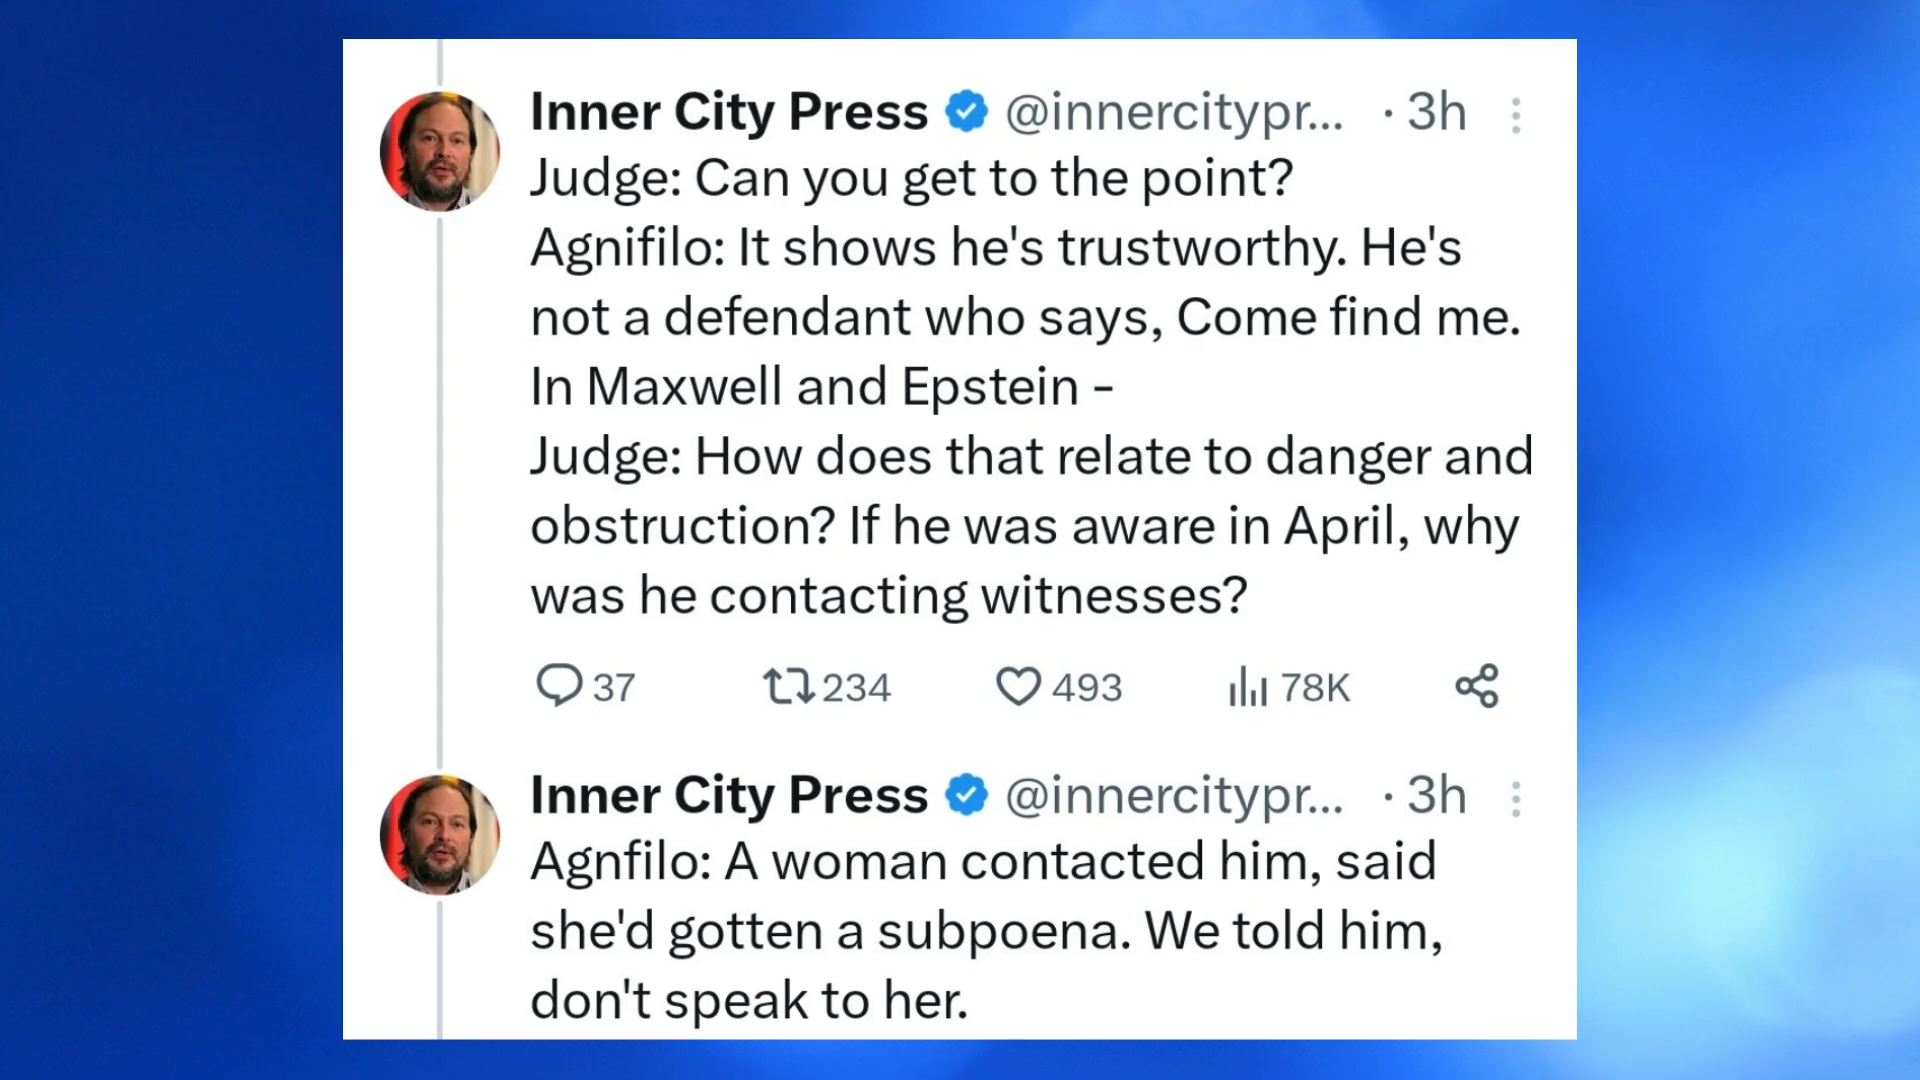 Inner City Press @innercitypr... · 3h
Judge: Can you get to the point?
Agnifilo: It shows he's trustworthy. He's
not a defendant who says, Come find me.
In Maxwell and Epstein -
Judge: How does that relate to danger and
obstruction? If he was aware in April, why
was he contacting witnesses?
37 234 493 78K
Inner City Press @innercitypr... · 3h
Agnfilo: A woman contacted him, said
she'd gotten a subpoena. We told him,
don't speak to her.